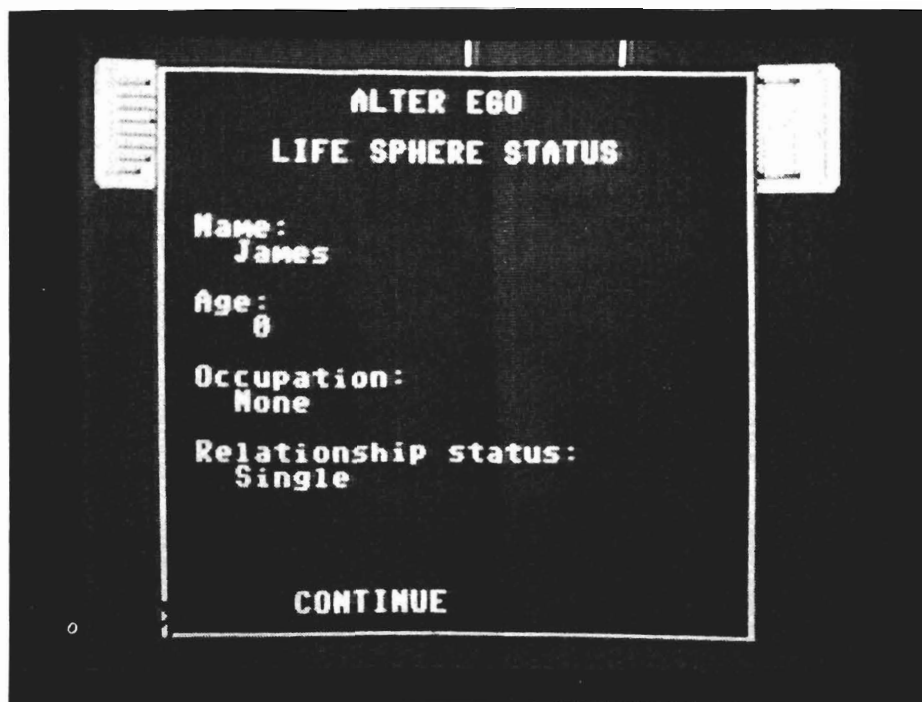 ALTER EGO
LIFE SPHERE STATUS
Name:
James
Age:
0
Occupation:
None
Relationship status:
Single
CONTINUE